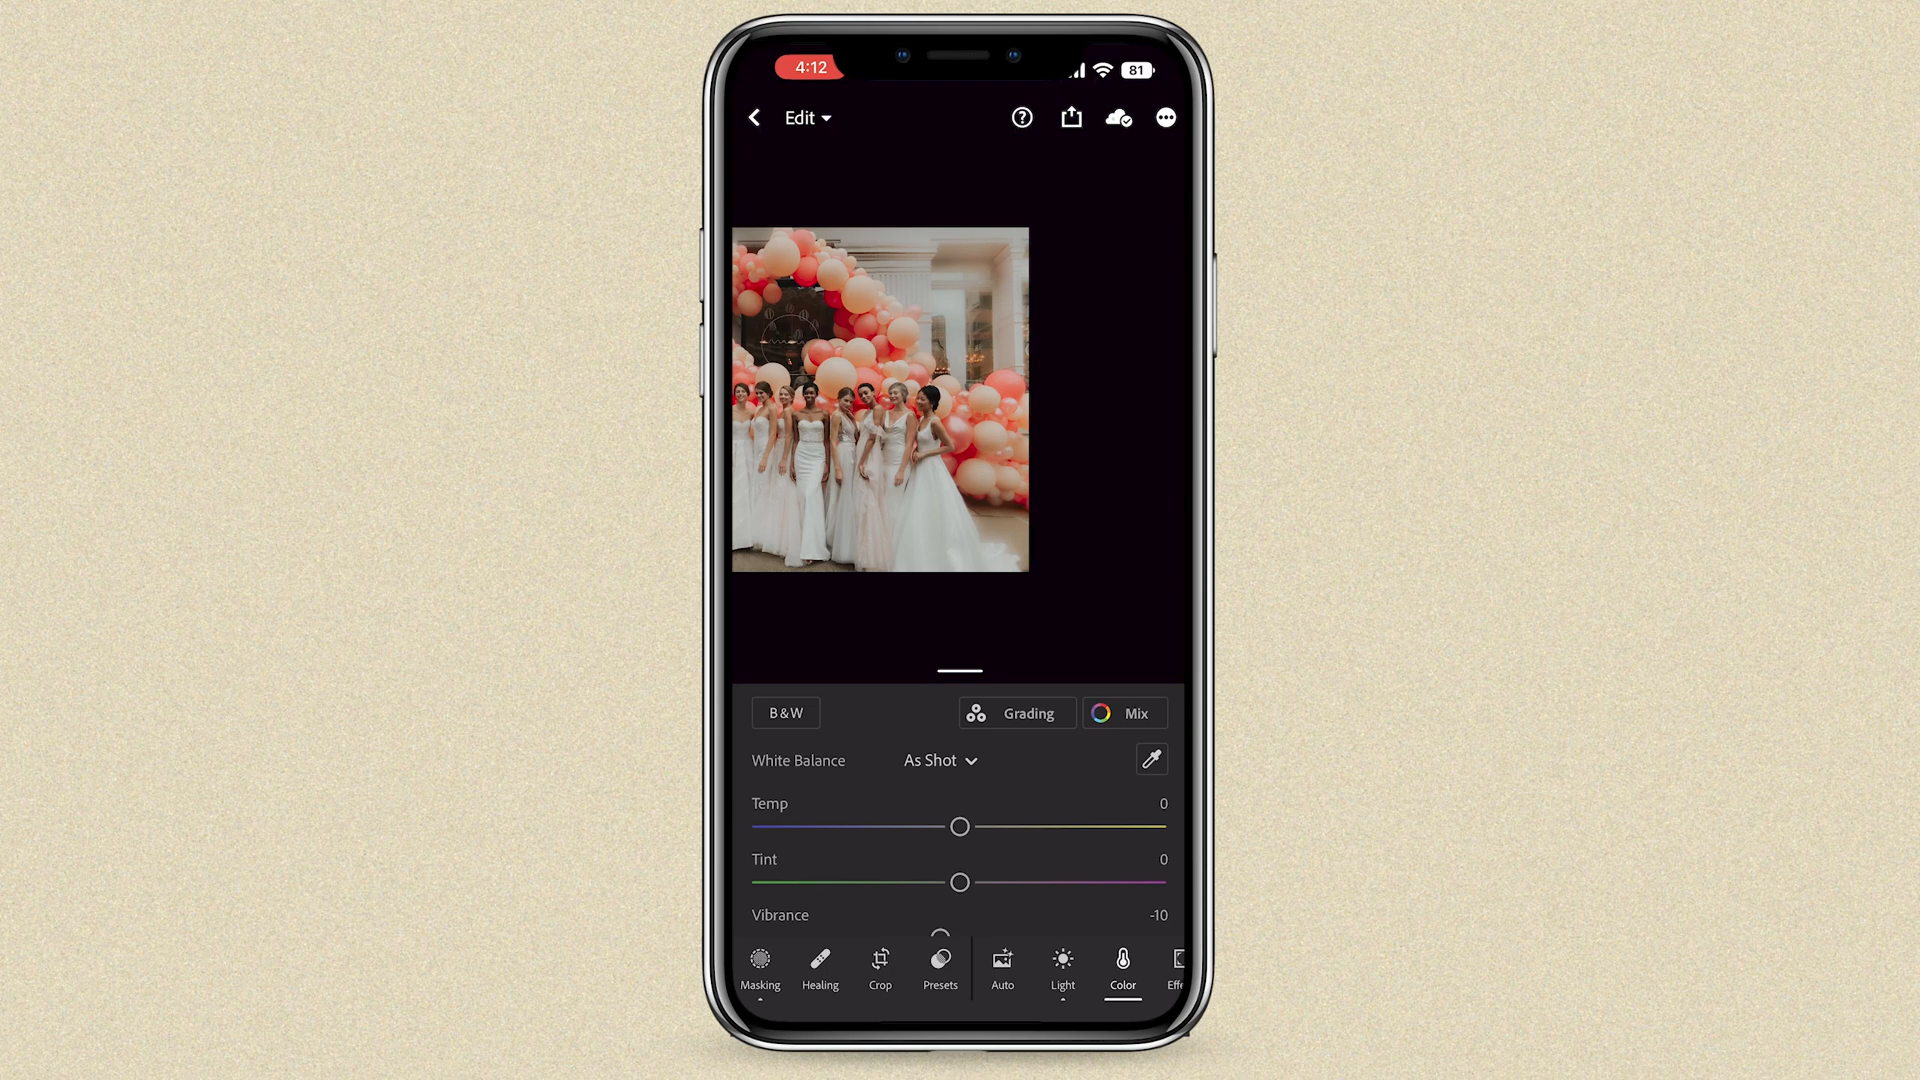 4:12
81
Edit
B&W
Grading
Mix
White Balance
As Shot
Temp
0
Tint
0
Vibrance
-10
Masking
Healing
Crop
Presets
Auto
Light
Color
Effe